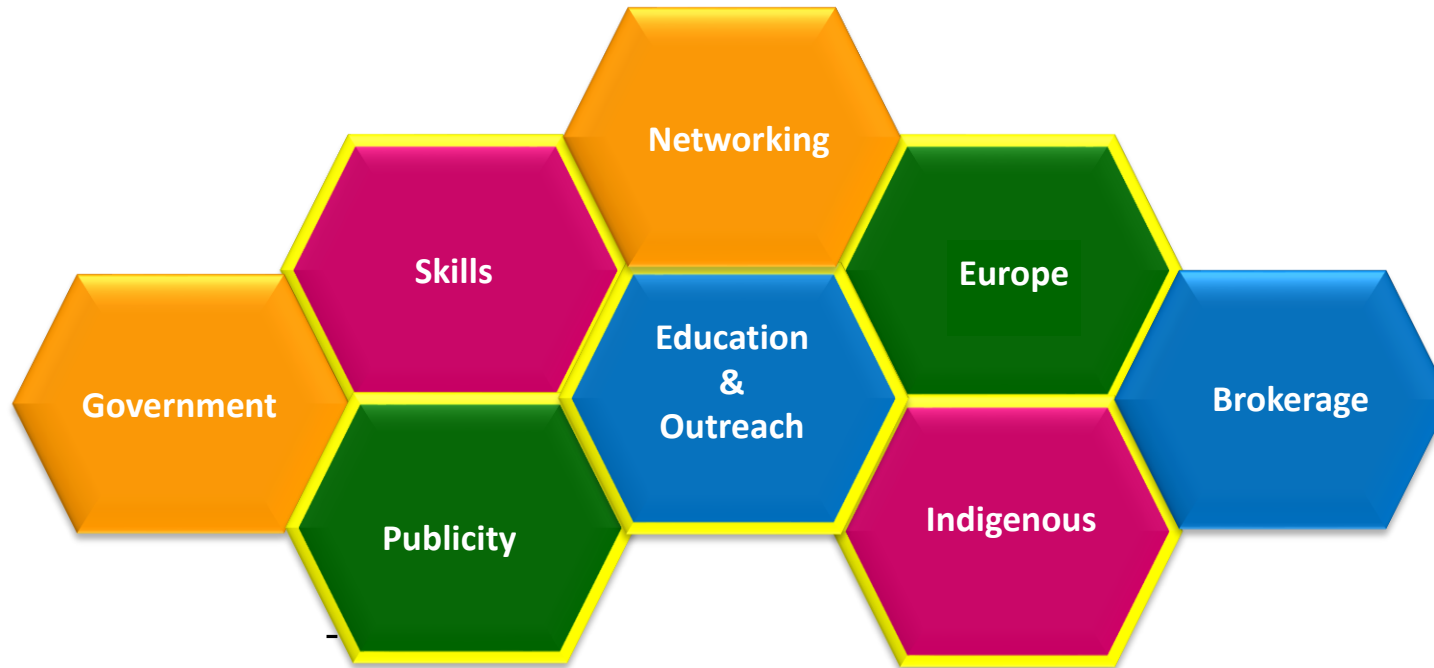 Networking
Skills
Europe
Education
&
Outreach
Government
Brokerage
Publicity
Indigenous
-